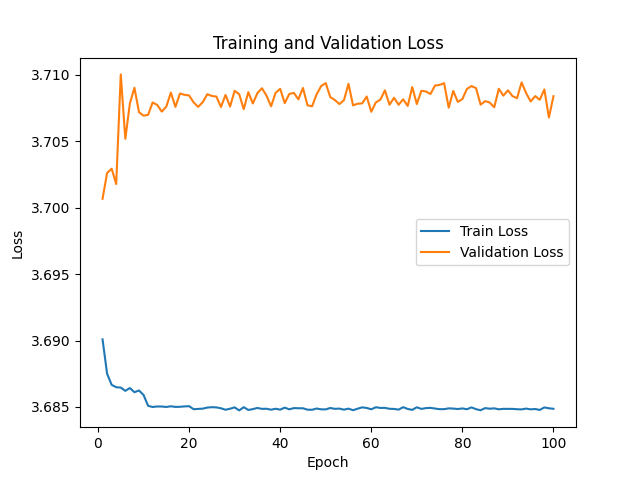 Training and Validation Loss
3.710
3.705
3.700
3.695
3.690
3.685
Loss
Train Loss
Validation Loss
0 20 40 60 80 100
Epoch